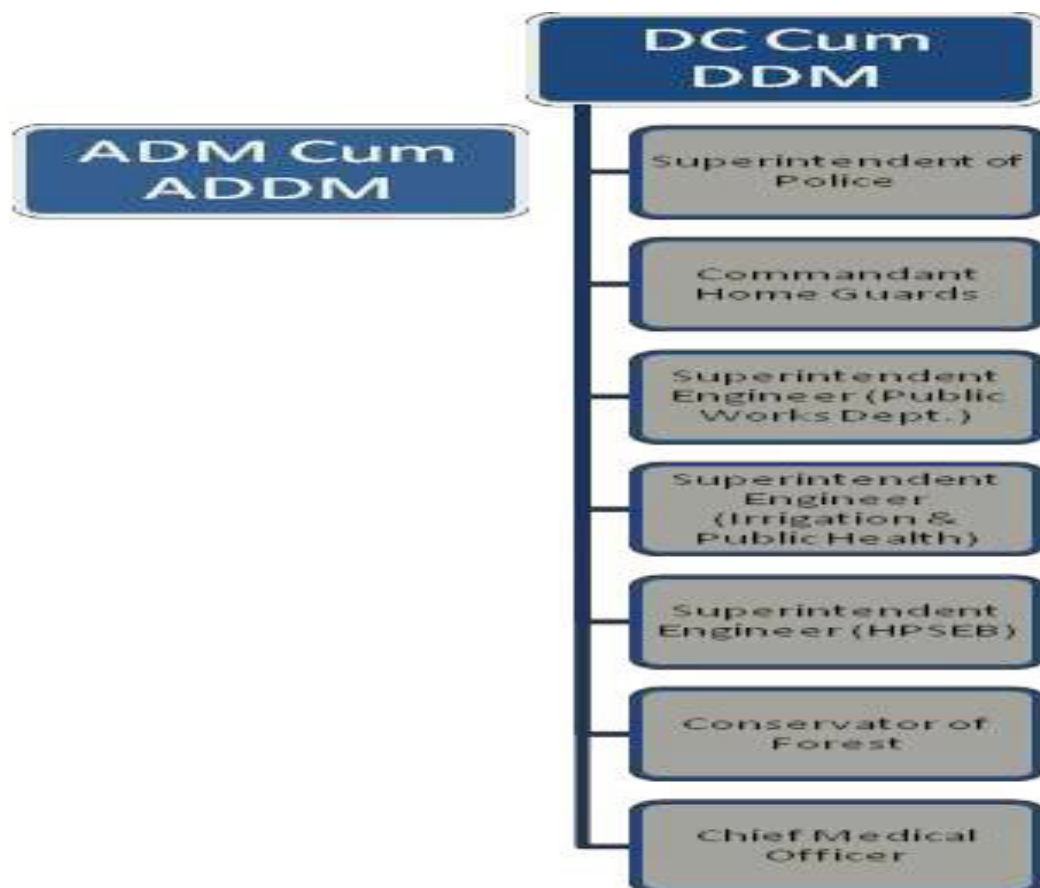 DC Cum
DDM
ADM Cum
ADDM
Superintendent of
Police
Commandant
Home Guards
Superintendent
Engineer (Public
Works Dept.)
Superintendent
Engineer
(Irrigation &
Public Health)
Superintendent
Engineer (HPSEB)
Conservator of
Forest
Chief Medical
Officer